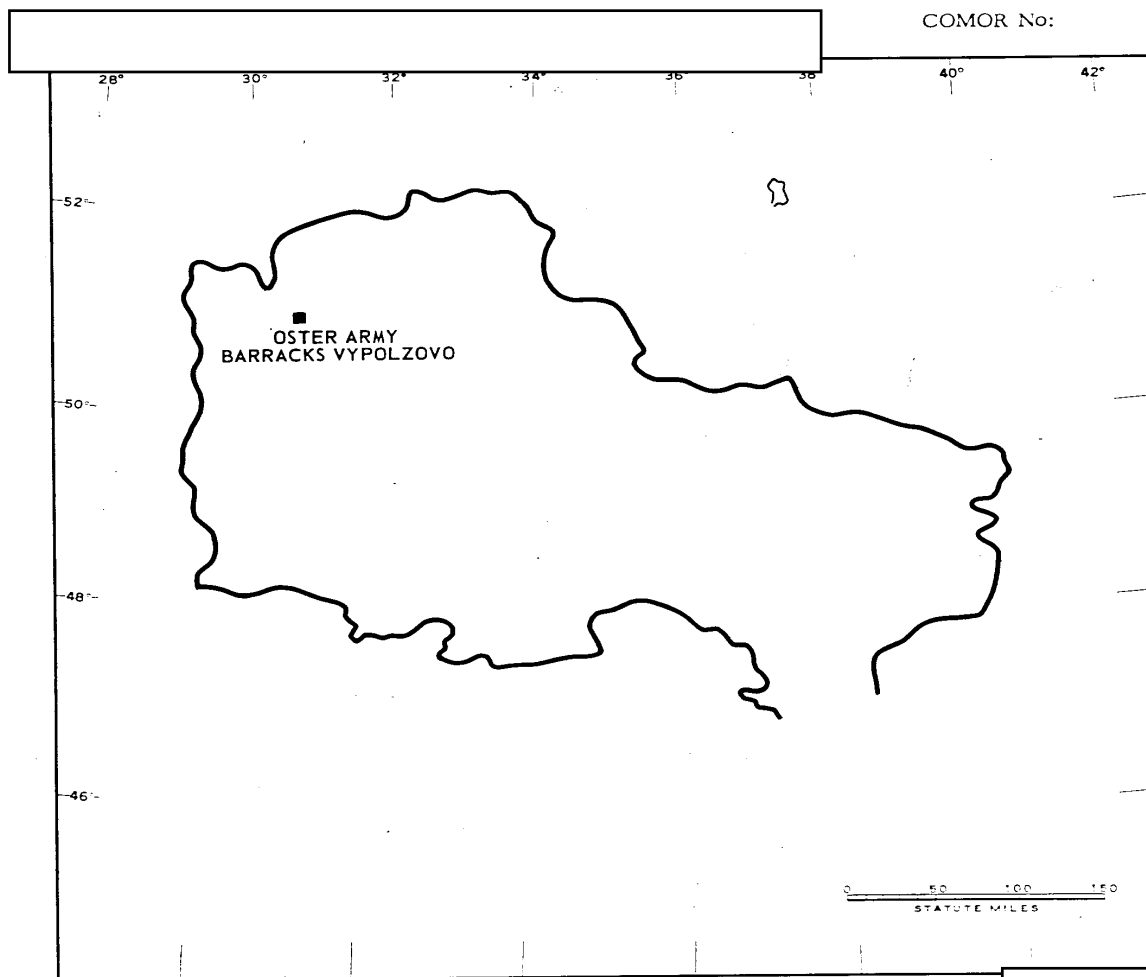 COMOR No:
28° 30° 32° 34° 36° 38 40° 42°
52°
OSTER ARMY
BARRACKS VYPOLZOVO
50°
48°
46°
0 50 100 150
STATUTE MILES